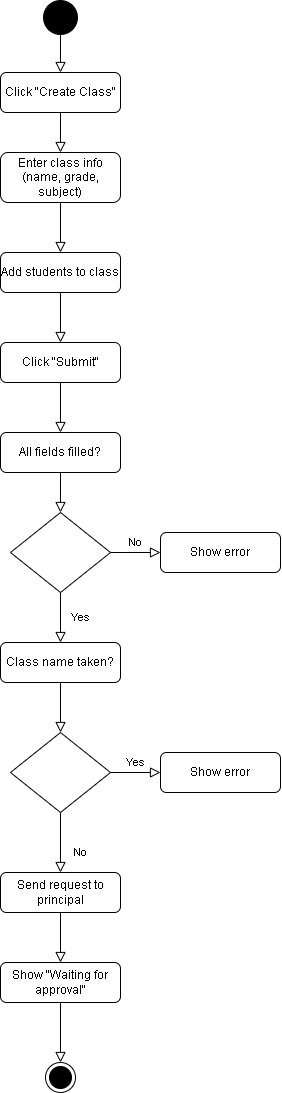 Click "Create Class"
Enter class info
(name, grade,
subject)
Add students to class
Click "Submit"
All fields filled?
No
Show error
Yes
Class name taken?
Yes
Show error
No
Send request to
principal
Show "Waiting for
approval"